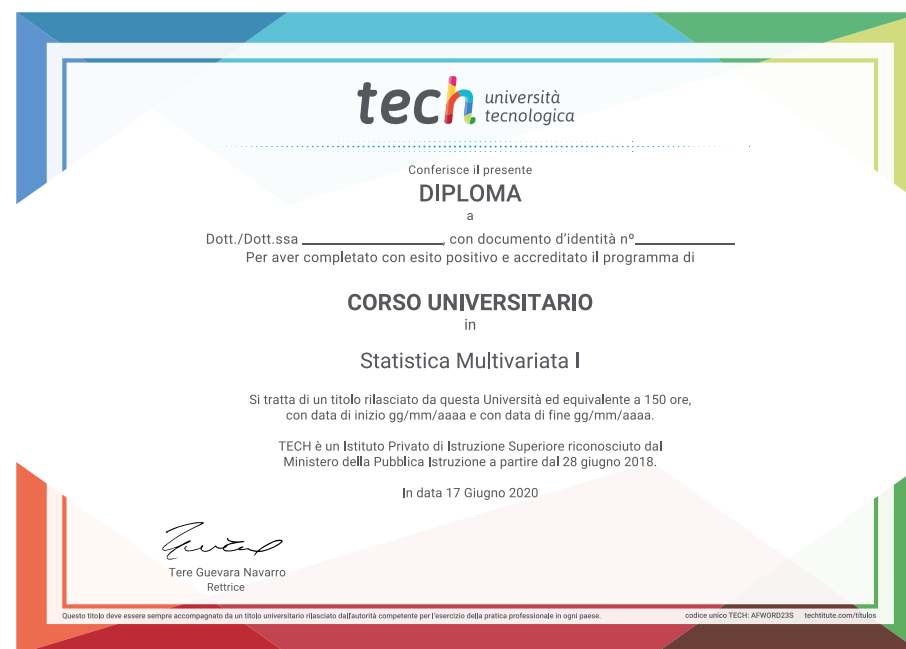 tech università
tecnologica
Conferisce il presente
DIPLOMA
a
Dott./Dott.ssa ____________________, con documento d'identità nº______________
Per aver completato con esito positivo e accreditato il programma di
CORSO UNIVERSITARIO
in
Statistica Multivariata I
Si tratta di un titolo rilasciato da questa Università ed equivalente a 150 ore,
con data di inizio gg/mm/aaaa e con data di fine gg/mm/aaaa.
TECH è un Istituto Privato di Istruzione Superiore riconosciuto dal
Ministero della Pubblica Istruzione a partire dal 28 giugno 2018.
In data 17 Giugno 2020
Tere Guevara Navarro
Rettrice
Questo titolo deve essere sempre accompagnato da un titolo universitario rilasciato dall'autorità competente per l'esercizio della pratica professionale in ogni paese. codice unico TECH: AFWORD23S techtitute.com/titulos